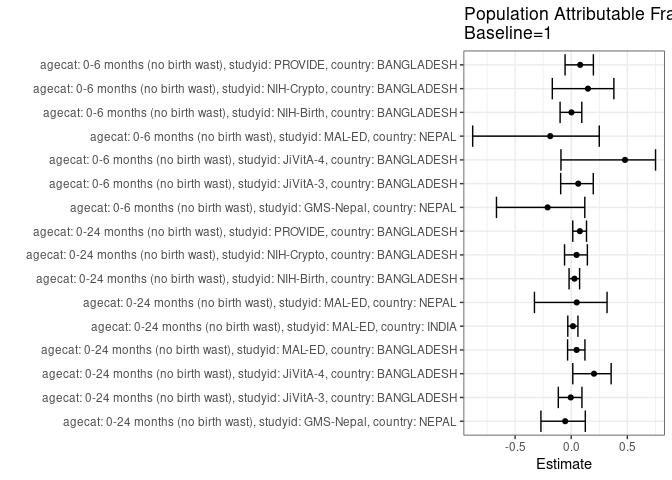 Population Attributable Fra
Baseline=1
agecat: 0-6 months (no birth wast), studyid: PROVIDE, country: BANGLADESH
agecat: 0-6 months (no birth wast), studyid: NIH-Crypto, country: BANGLADESH
agecat: 0-6 months (no birth wast), studyid: NIH-Birth, country: BANGLADESH
agecat: 0-6 months (no birth wast), studyid: MAL-ED, country: NEPAL
agecat: 0-6 months (no birth wast), studyid: JiVitA-4, country: BANGLADESH
agecat: 0-6 months (no birth wast), studyid: JiVitA-3, country: BANGLADESH
agecat: 0-6 months (no birth wast), studyid: GMS-Nepal, country: NEPAL
agecat: 0-24 months (no birth wast), studyid: PROVIDE, country: BANGLADESH
agecat: 0-24 months (no birth wast), studyid: NIH-Crypto, country: BANGLADESH
agecat: 0-24 months (no birth wast), studyid: NIH-Birth, country: BANGLADESH
agecat: 0-24 months (no birth wast), studyid: MAL-ED, country: NEPAL
agecat: 0-24 months (no birth wast), studyid: MAL-ED, country: INDIA
agecat: 0-24 months (no birth wast), studyid: MAL-ED, country: BANGLADESH
agecat: 0-24 months (no birth wast), studyid: JiVitA-4, country: BANGLADESH
agecat: 0-24 months (no birth wast), studyid: JiVitA-3, country: BANGLADESH
agecat: 0-24 months (no birth wast), studyid: GMS-Nepal, country: NEPAL
-0.5 0.0 0.5
Estimate